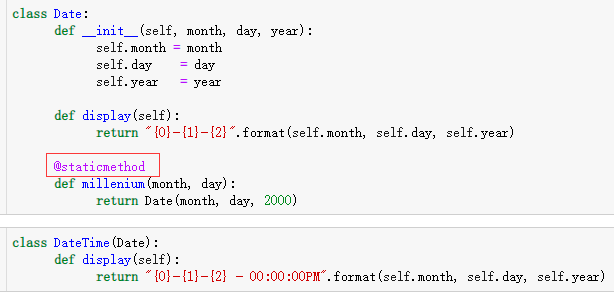 class Date:
    def __init__(self, month, day, year):
        self.month = month
        self.day   = day
        self.year  = year
    def display(self):
        return "{0}-{1}-{2}".format(self.month, self.day, self.year)
    @staticmethod
    def millenium(month, day):
        return Date(month, day, 2000)
class DateTime(Date):
    def display(self):
        return "{0}-{1}-{2} - 00:00:00PM".format(self.month, self.day, self.year)